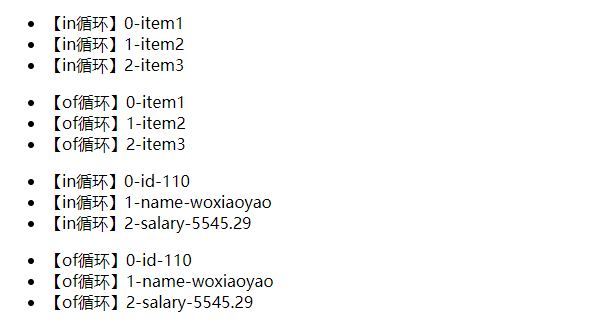 【in循环】0-item1
【in循环】1-item2
【in循环】2-item3
【of循环】0-item1
【of循环】1-item2
【of循环】2-item3
【in循环】0-id-110
【in循环】1-name-woxiaoyao
【in循环】2-salary-5545.29
【of循环】0-id-110
【of循环】1-name-woxiaoyao
【of循环】2-salary-5545.29